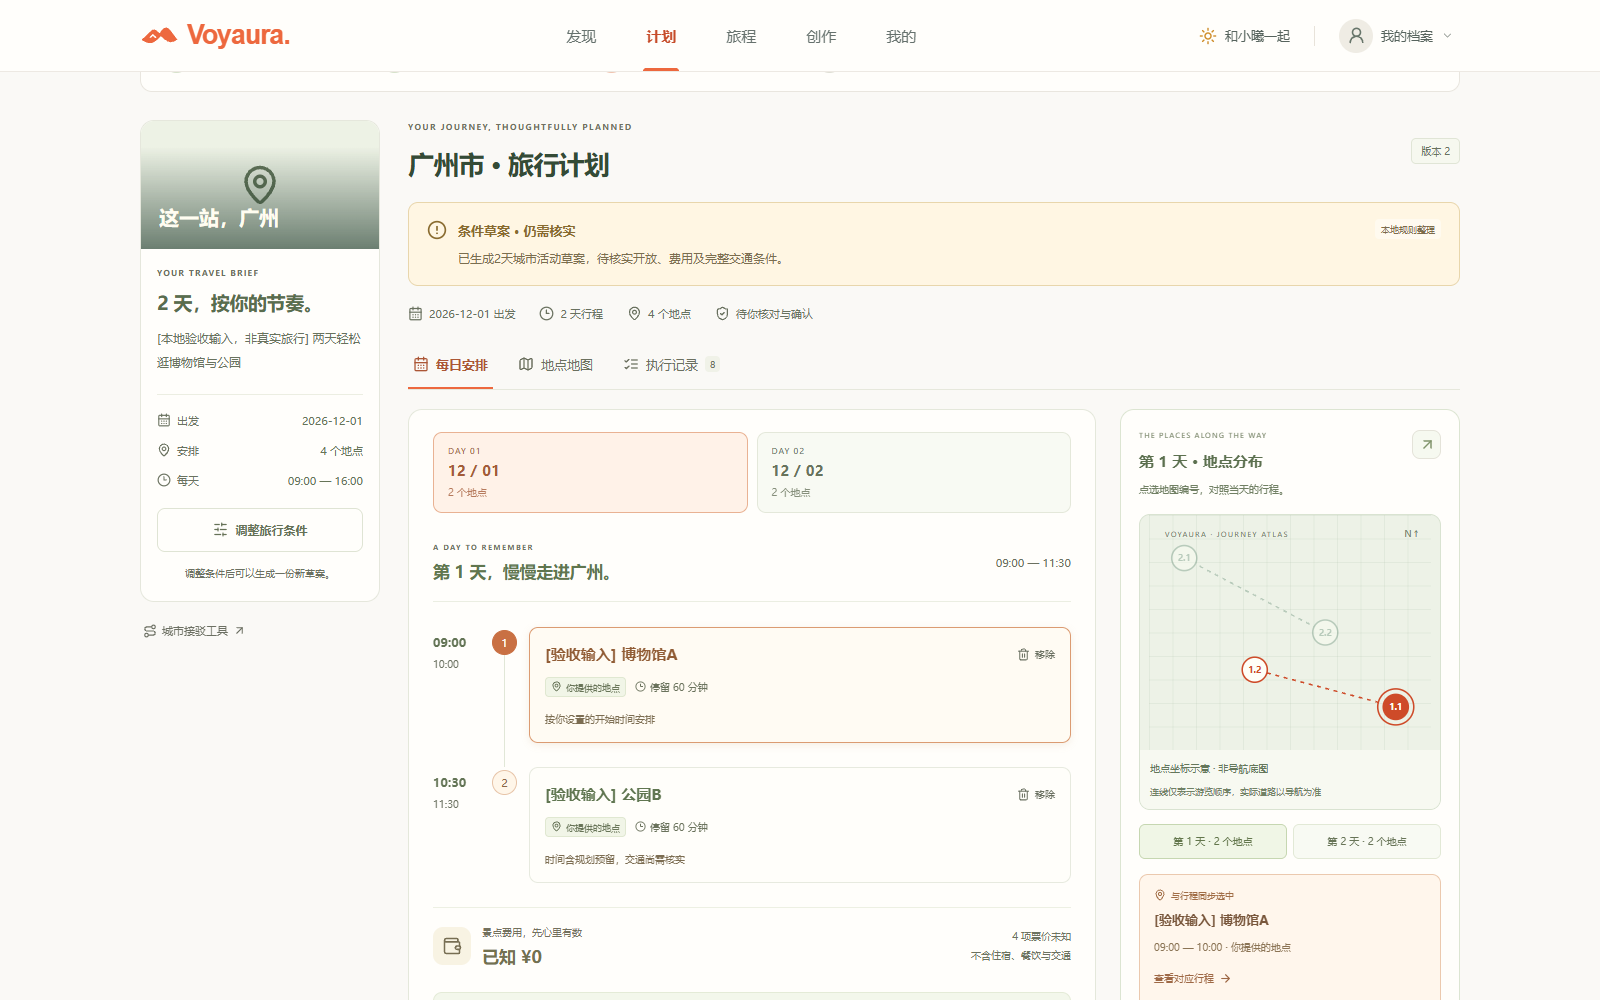 Voyaura.
发现
计划
旅程
创作
我的
和小曦一起
我的档案
这一站，广州
YOUR TRAVEL BRIEF
2 天，按你的节奏。
[本地验收输入，非真实旅行] 两天轻松
逛博物馆与公园
出发 2026-12-01
安排 4 个地点
每天 09:00 — 16:00
调整旅行条件
调整条件后可以生成一份新草案。
城市接驳工具
YOUR JOURNEY, THOUGHTFULLY PLANNED
广州市 • 旅行计划
版本 2
条件草案 • 仍需核实
本地规则整理
已生成2天城市活动草案，待核实开放、费用及完整交通条件。
2026-12-01 出发
2 天行程
4 个地点
待你核对与确认
每日安排
地点地图
执行记录 8
DAY 01
12 / 01
2 个地点
DAY 02
12 / 02
2 个地点
A DAY TO REMEMBER
第 1 天，慢慢走进广州。
09:00 — 11:30
09:00
10:00
1
[验收输入] 博物馆A
移除
你提供的地点
停留 60 分钟
按你设置的开始时间安排
10:30
11:30
2
[验收输入] 公园B
移除
你提供的地点
停留 60 分钟
时间含规划预留，交通尚需核实
景点费用，先心里有数
已知 ¥0
4 项票价未知
不含住宿、餐饮与交通
THE PLACES ALONG THE WAY
第 1 天 • 地点分布
点选地图编号，对照当天的行程。
VOYAURA · JOURNEY ATLAS
N↑
2.1
2.2
1.2
1.1
地点坐标示意 · 非导航底图
连线仅表示游览顺序，实际道路以导航为准
第 1 天 · 2 个地点
第 2 天 · 2 个地点
与行程同步选中
[验收输入] 博物馆A
09:00 — 10:00 · 你提供的地点
查看对应行程 →